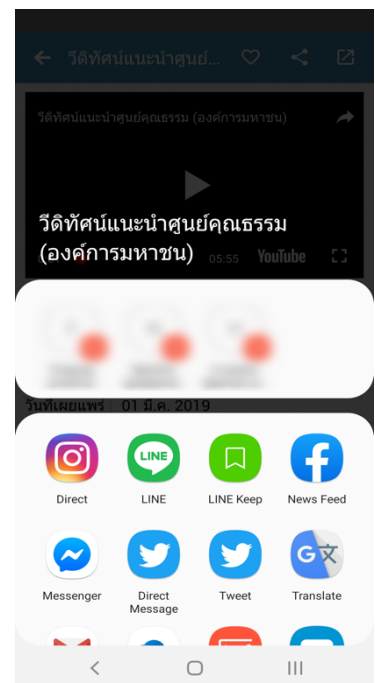 วีดิทัศน์แนะนำศูนย์...
วีดิทัศน์แนะนำศูนย์คุณธรรม (องค์การมหาชน)
วีดิทัศน์แนะนำศูนย์คุณธรรม
(องค์การมหาชน)
05:55 YouTube
วันที่เผยแพร่ 01 มี.ค. 2019
LINE
Direct LINE LINE Keep News Feed
G文
Messenger Direct Message Tweet Translate